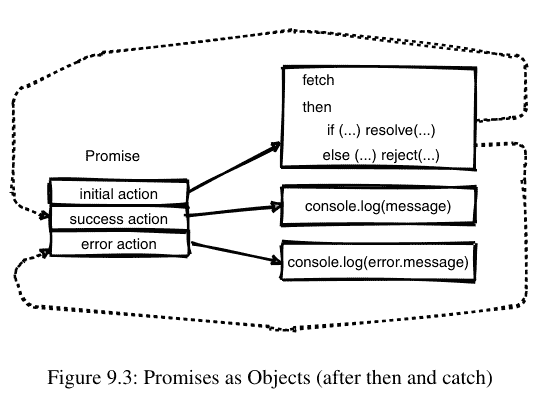 fetch
then
if (...) resolve(...)
else (...) reject(...)
Promise
initial action
success action
error action
console.log(message)
console.log(error.message)
Figure 9.3: Promises as Objects (after then and catch)